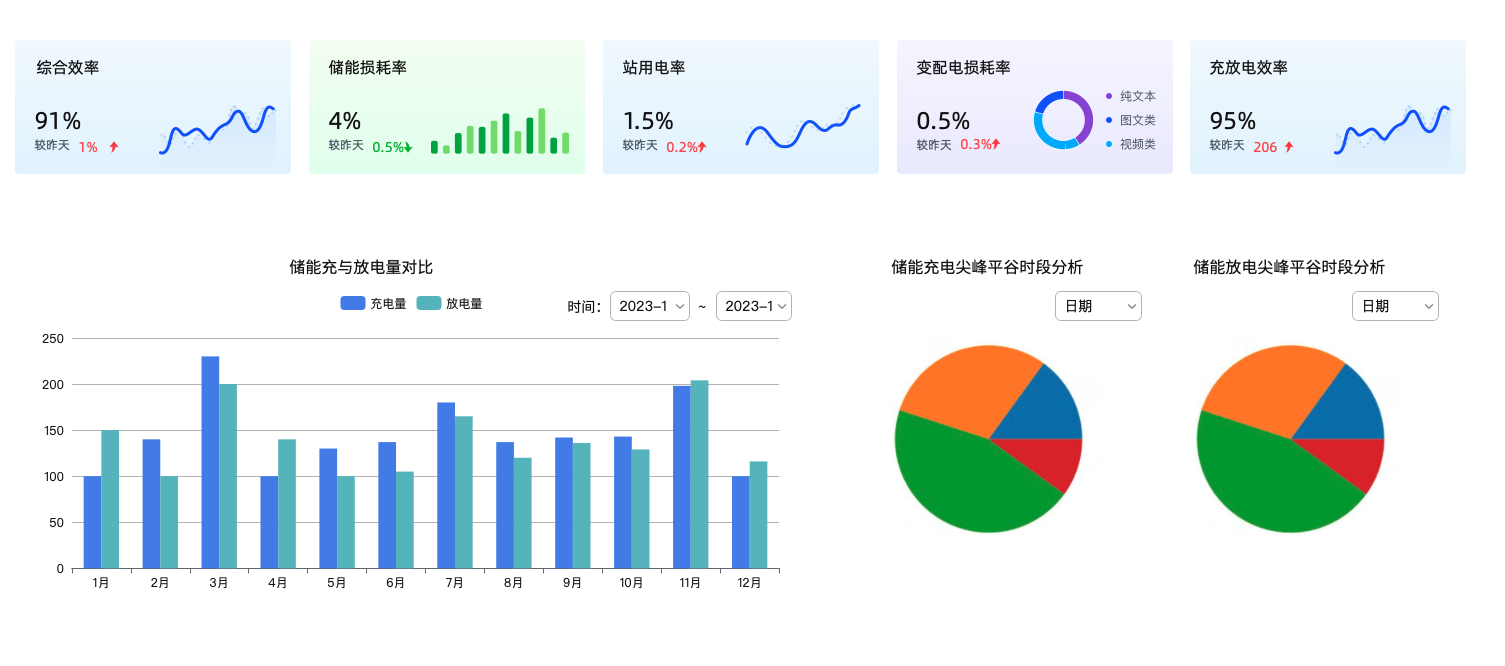 综合效率
91%
较昨天 1%
储能损耗率
4%
较昨天 0.5%
站用电率
1.5%
较昨天 0.2%
变配电损耗率
0.5%
较昨天 0.3%
纯文本
图文类
视频类
充放电效率
95%
较昨天 206
储能充与放电量对比
充电量 放电量
时间: 2023-1 ~ 2023-1
250
200
150
100
50
0
1月 2月 3月 4月 5月 6月 7月 8月 9月 10月 11月 12月
储能充电尖峰平谷时段分析
日期
储能放电尖峰平谷时段分析
日期